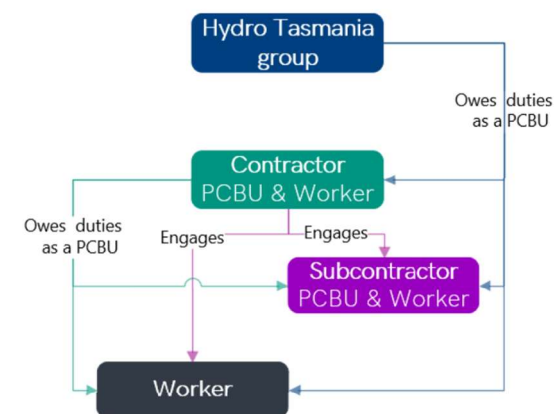 Hydro Tasmania
group
Owes duties
as a PCBU
Contractor
PCBU & Worker
Owes duties
as a PCBU
Engages
Engages
Subcontractor
PCBU & Worker
Worker